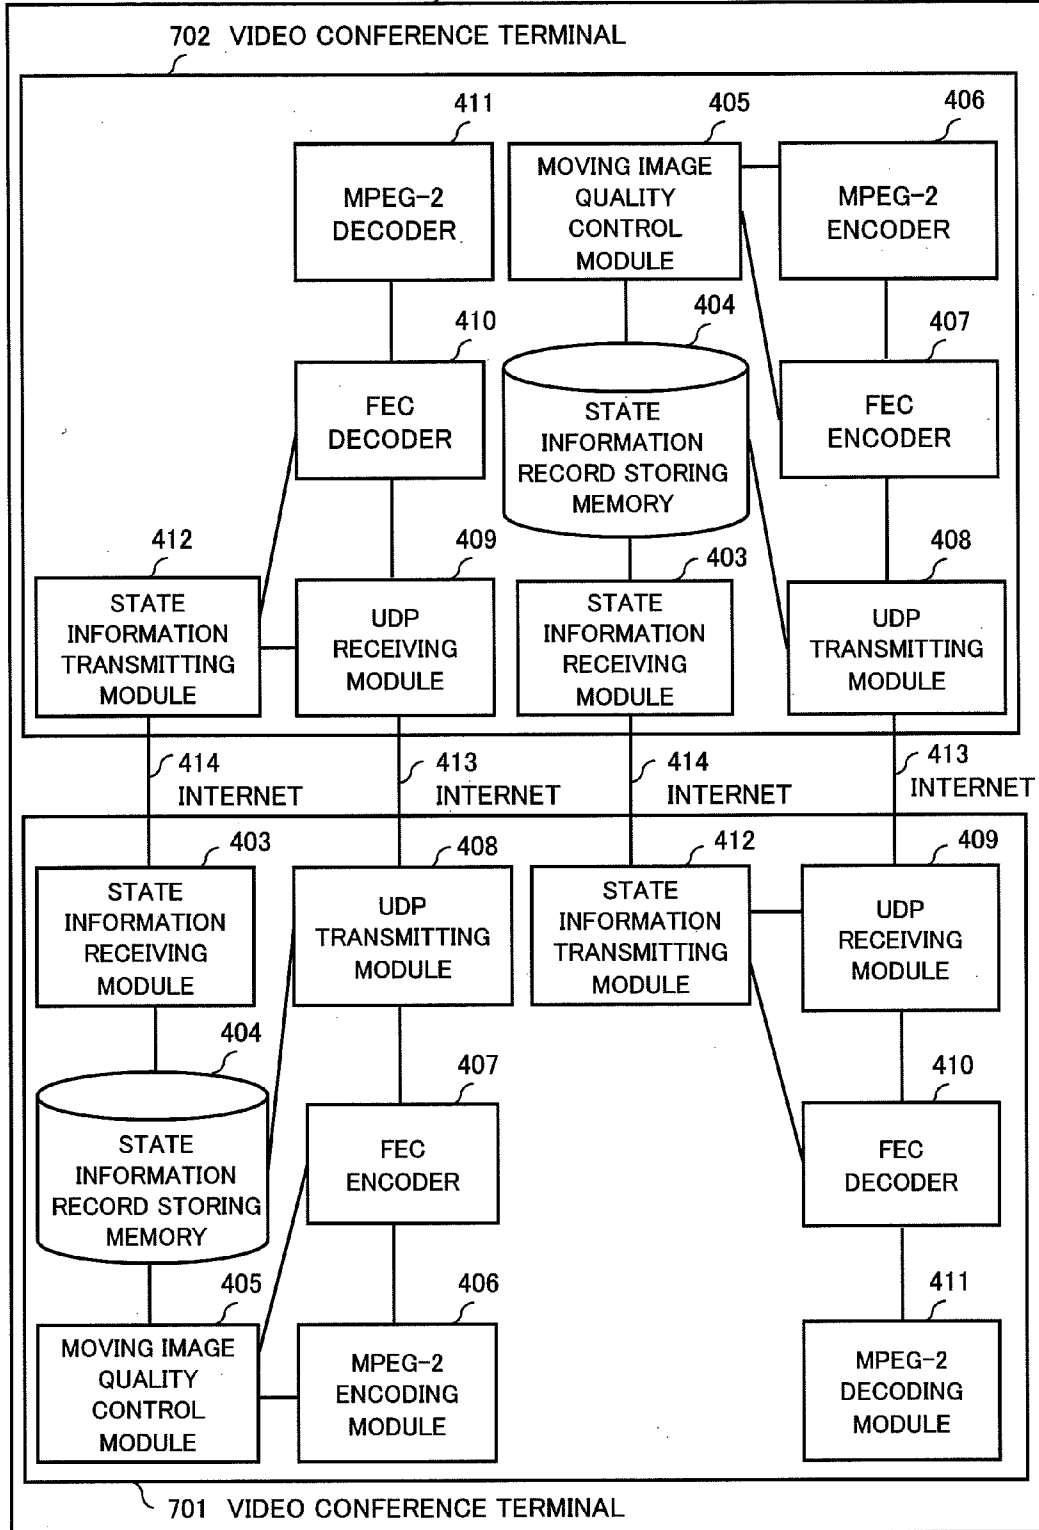 702 VIDEO CONFERENCE TERMINAL
411
MPEG-2
DECODER
405
MOVING IMAGE
QUALITY
CONTROL
MODULE
406
MPEG-2
ENCODER
410
FEC
DECODER
404
STATE
INFORMATION
RECORD STORING
MEMORY
407
FEC
ENCODER
412
STATE
INFORMATION
TRANSMITTING
MODULE
409
UDP
RECEIVING
MODULE
403
STATE
INFORMATION
RECEIVING
MODULE
408
UDP
TRANSMITTING
MODULE
414
INTERNET
413
INTERNET
414
INTERNET
413
INTERNET
403
STATE
INFORMATION
RECEIVING
MODULE
408
UDP
TRANSMITTING
MODULE
412
STATE
INFORMATION
TRANSMITTING
MODULE
409
UDP
RECEIVING
MODULE
404
STATE
INFORMATION
RECORD STORING
MEMORY
407
FEC
ENCODER
410
FEC
DECODER
405
MOVING IMAGE
QUALITY
CONTROL
MODULE
406
MPEG-2
ENCODING
MODULE
411
MPEG-2
DECODING
MODULE
701 VIDEO CONFERENCE TERMINAL